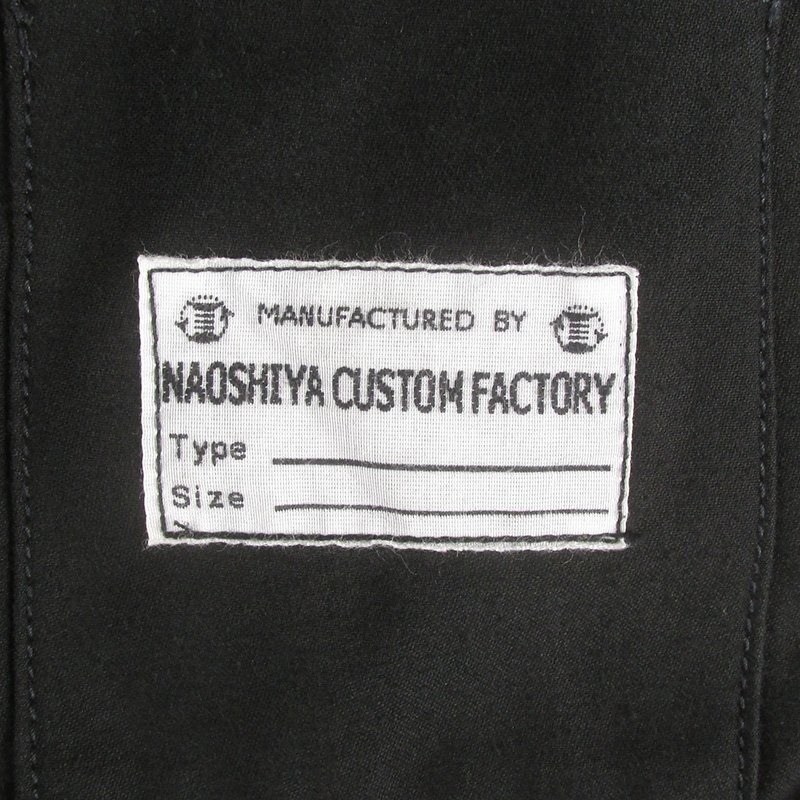 MANUFACTURED BY
NAOSHIYA CUSTOM FACTORY
Type
Size